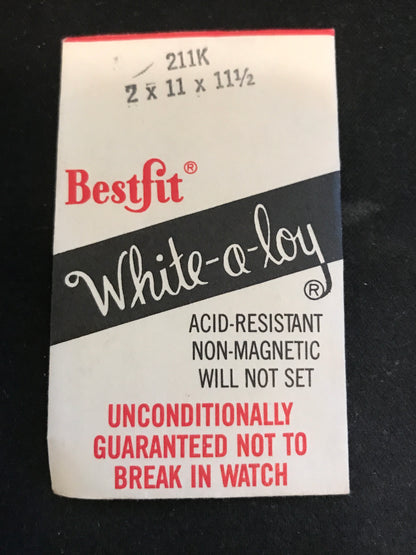 211K
2 x 11 x 11½
Bestfit®
White-a-loy®
ACID-RESISTANT
NON-MAGNETIC
WILL NOT SET
UNCONDITIONALLY
GUARANTEED NOT TO
BREAK IN WATCH